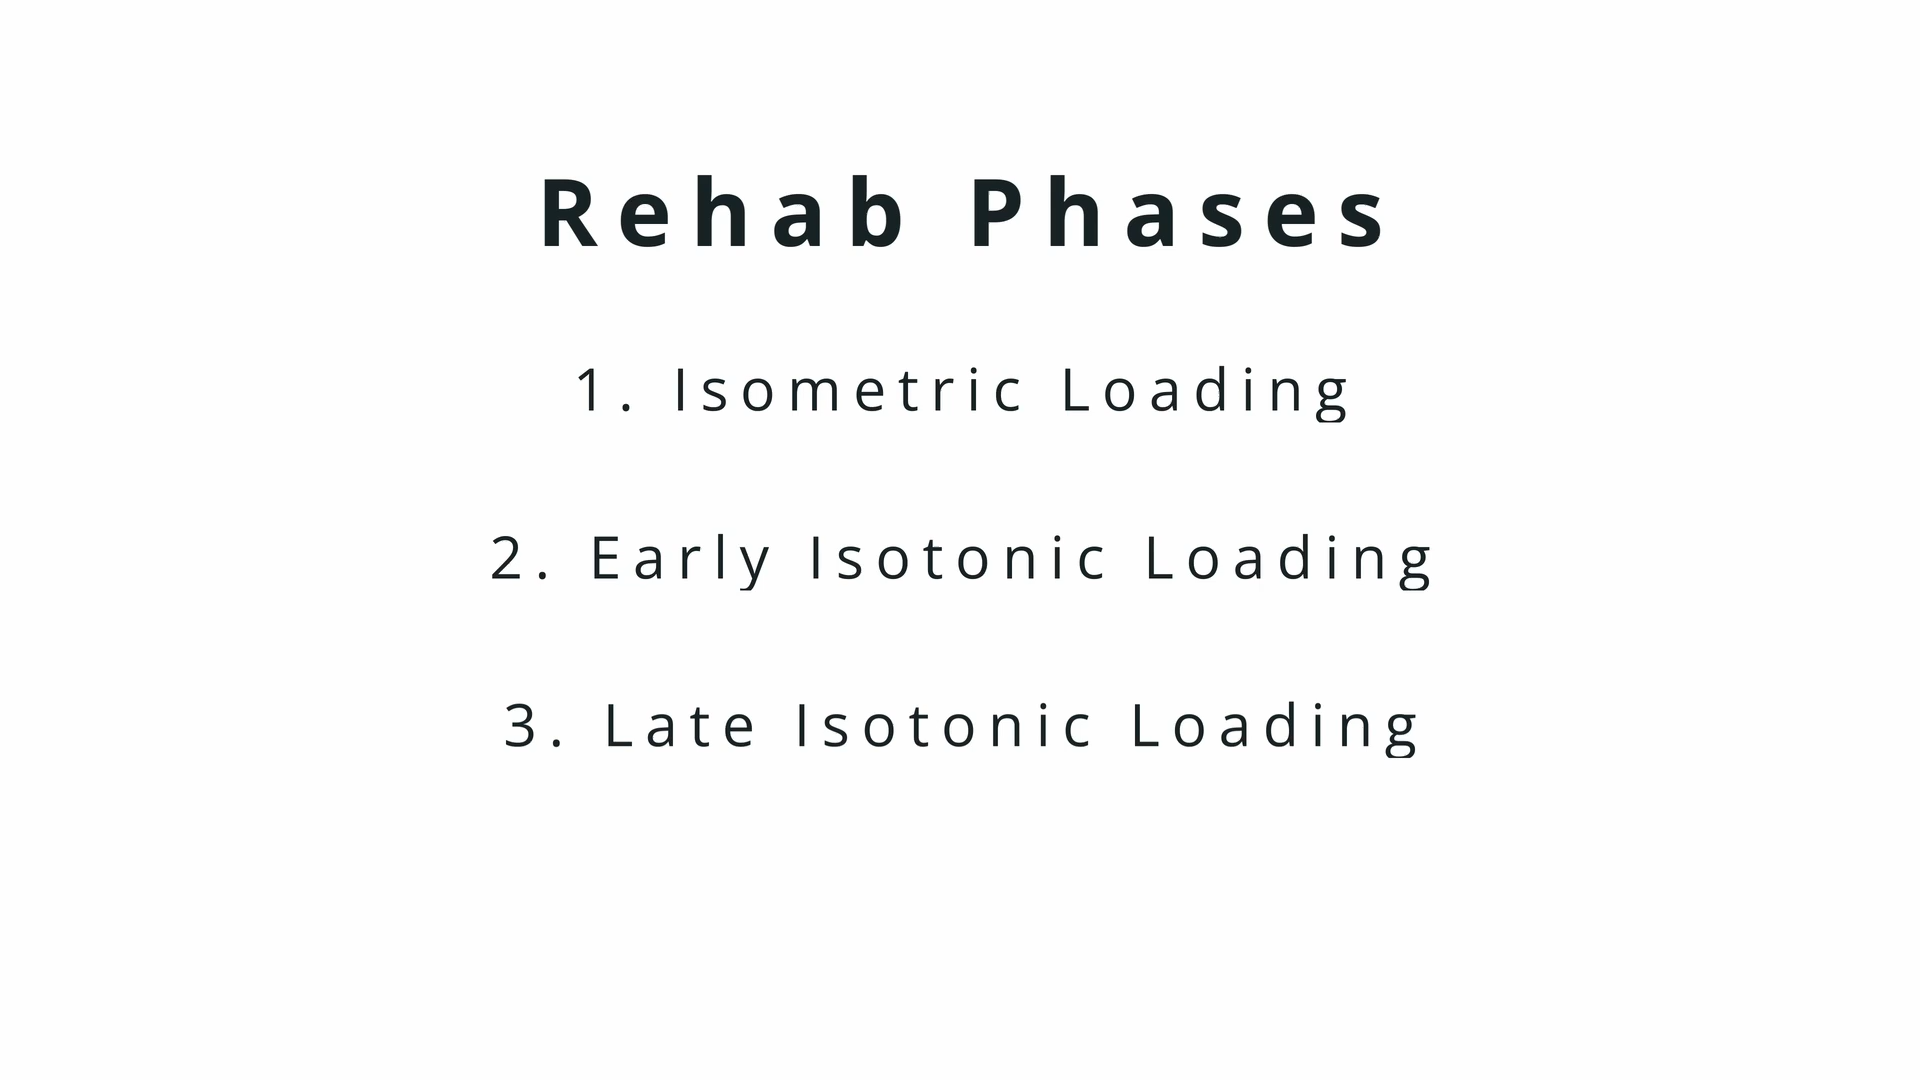 Rehab Phases
1. Isometric Loading
2. Early Isotonic Loading
3. Late Isotonic Loading